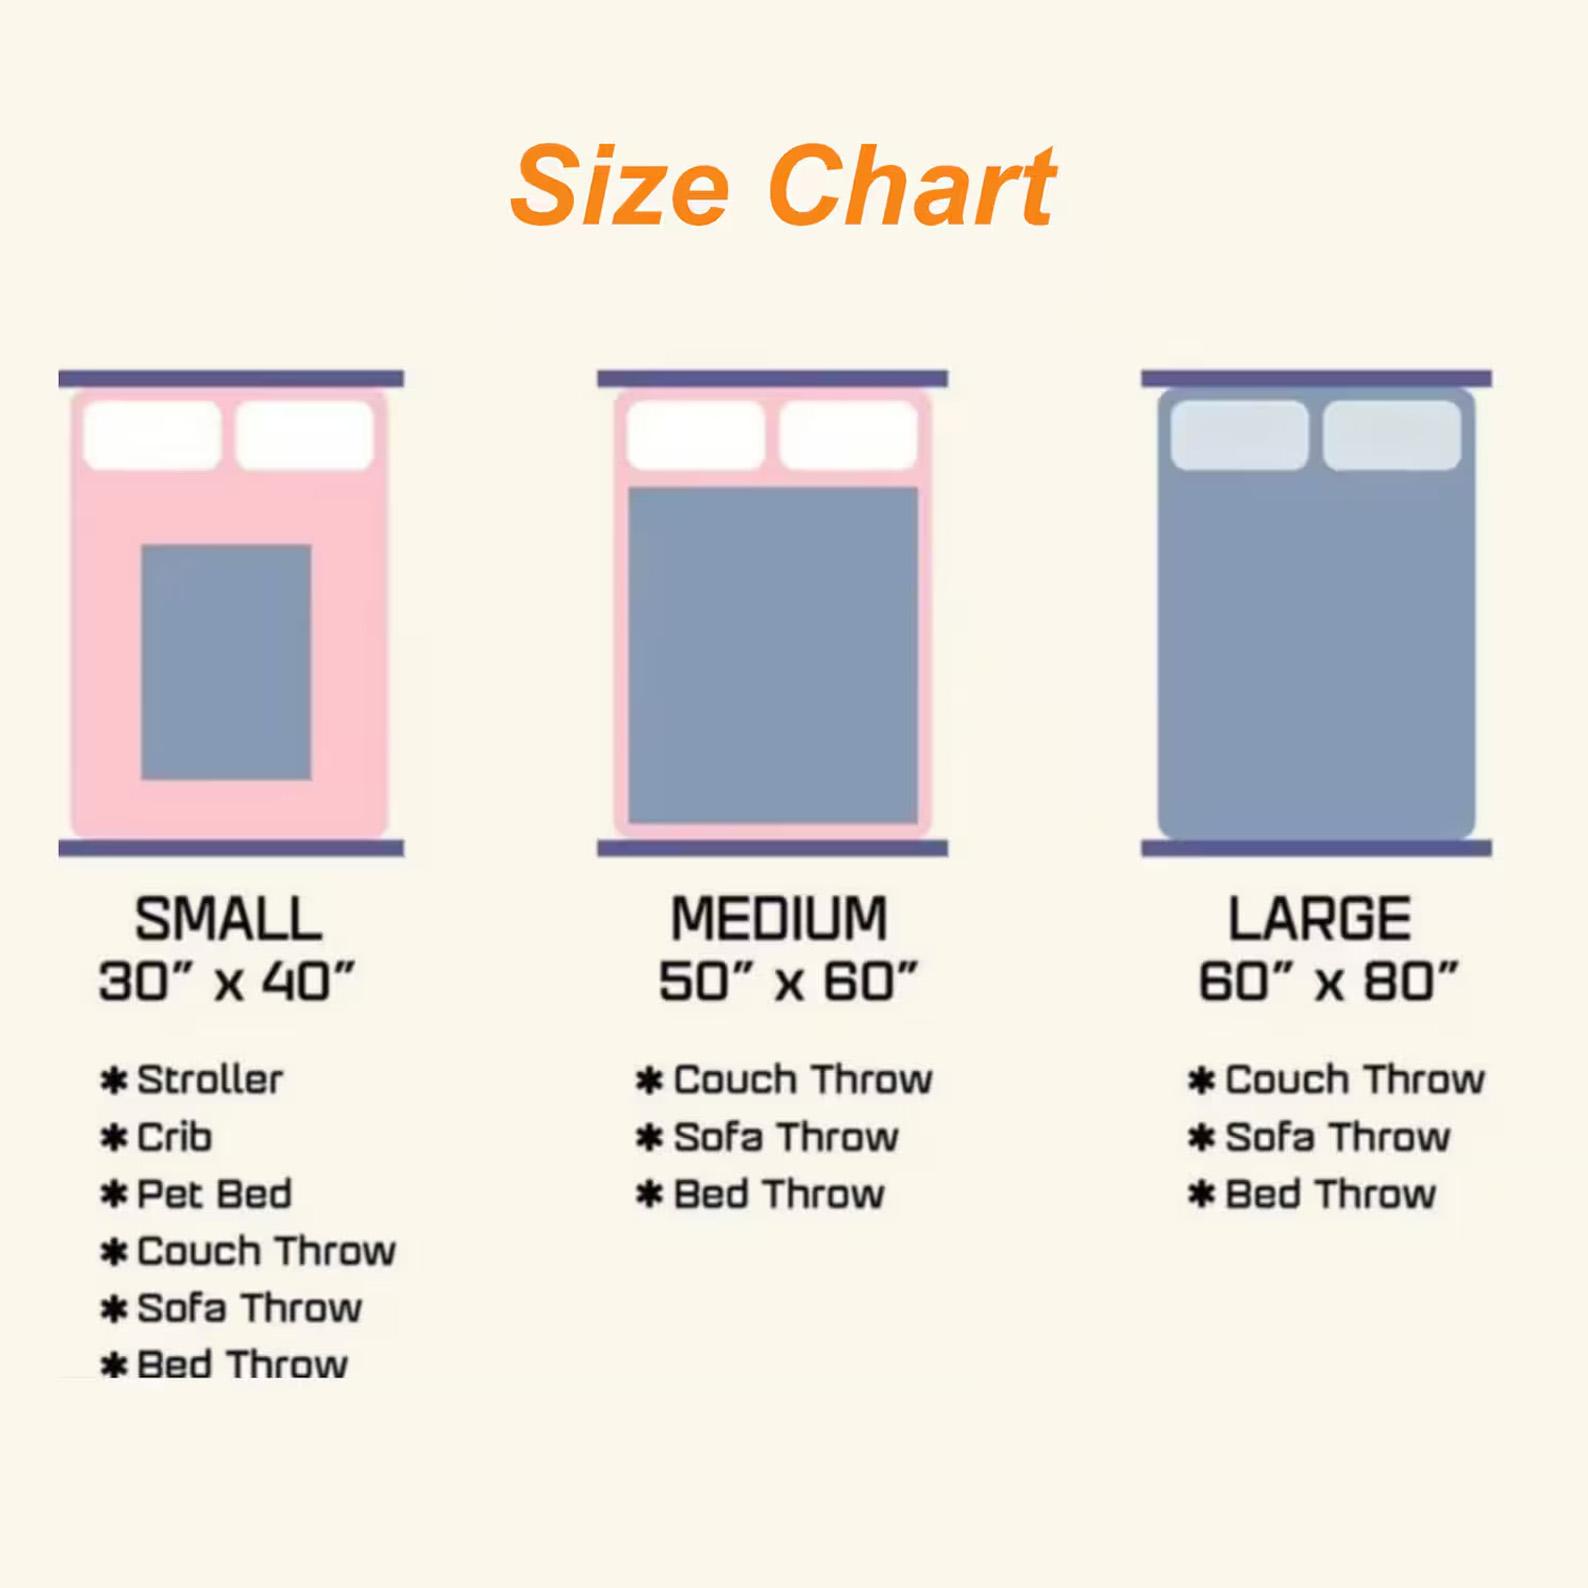 Size Chart
SMALL
30″ x 40″
✱ Stroller
✱ Crib
✱ Pet Bed
✱ Couch Throw
✱ Sofa Throw
✱ Bed Throw
MEDIUM
50″ x 60″
✱ Couch Throw
✱ Sofa Throw
✱ Bed Throw
LARGE
60″ x 80″
✱ Couch Throw
✱ Sofa Throw
✱ Bed Throw